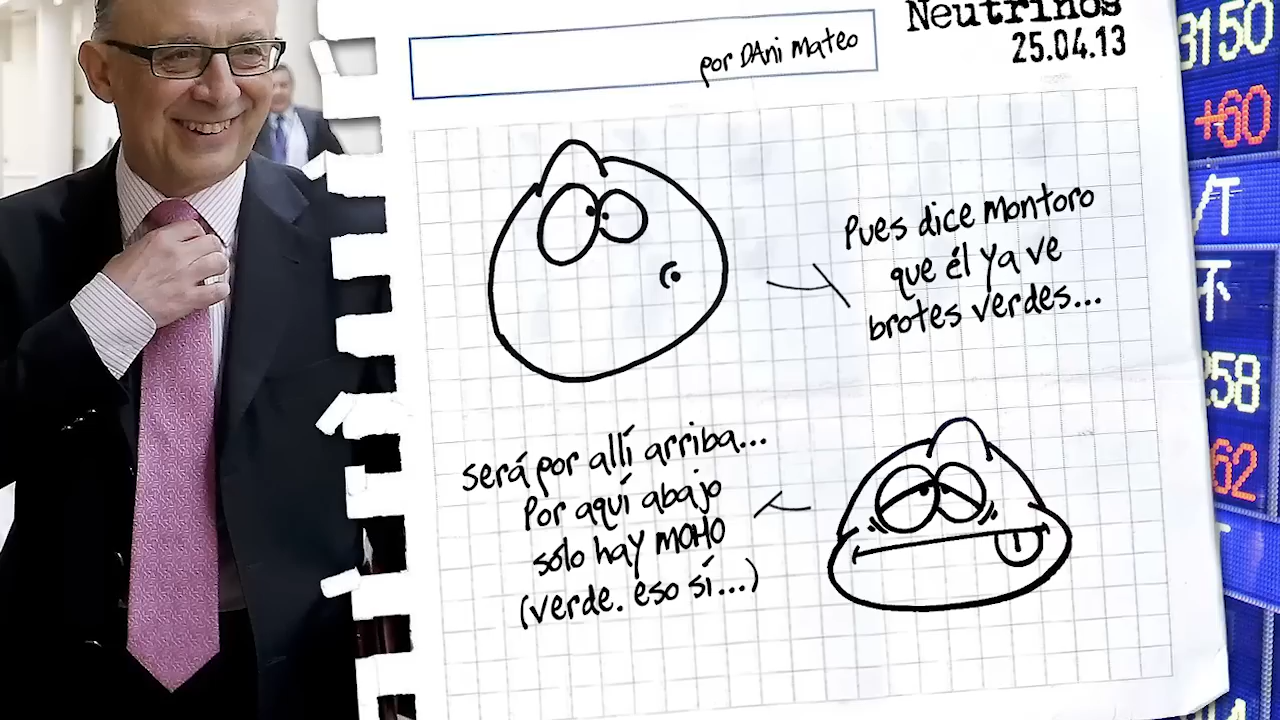 Neutrinos
25.04.13
por DAni Mateo
Pues dice Montoro
que él ya ve
brotes verdes...
será por allí arriba...
Por aquí abajo
sólo hay MOHO
(verde. eso sí...)
3150
+60
/T
258
62